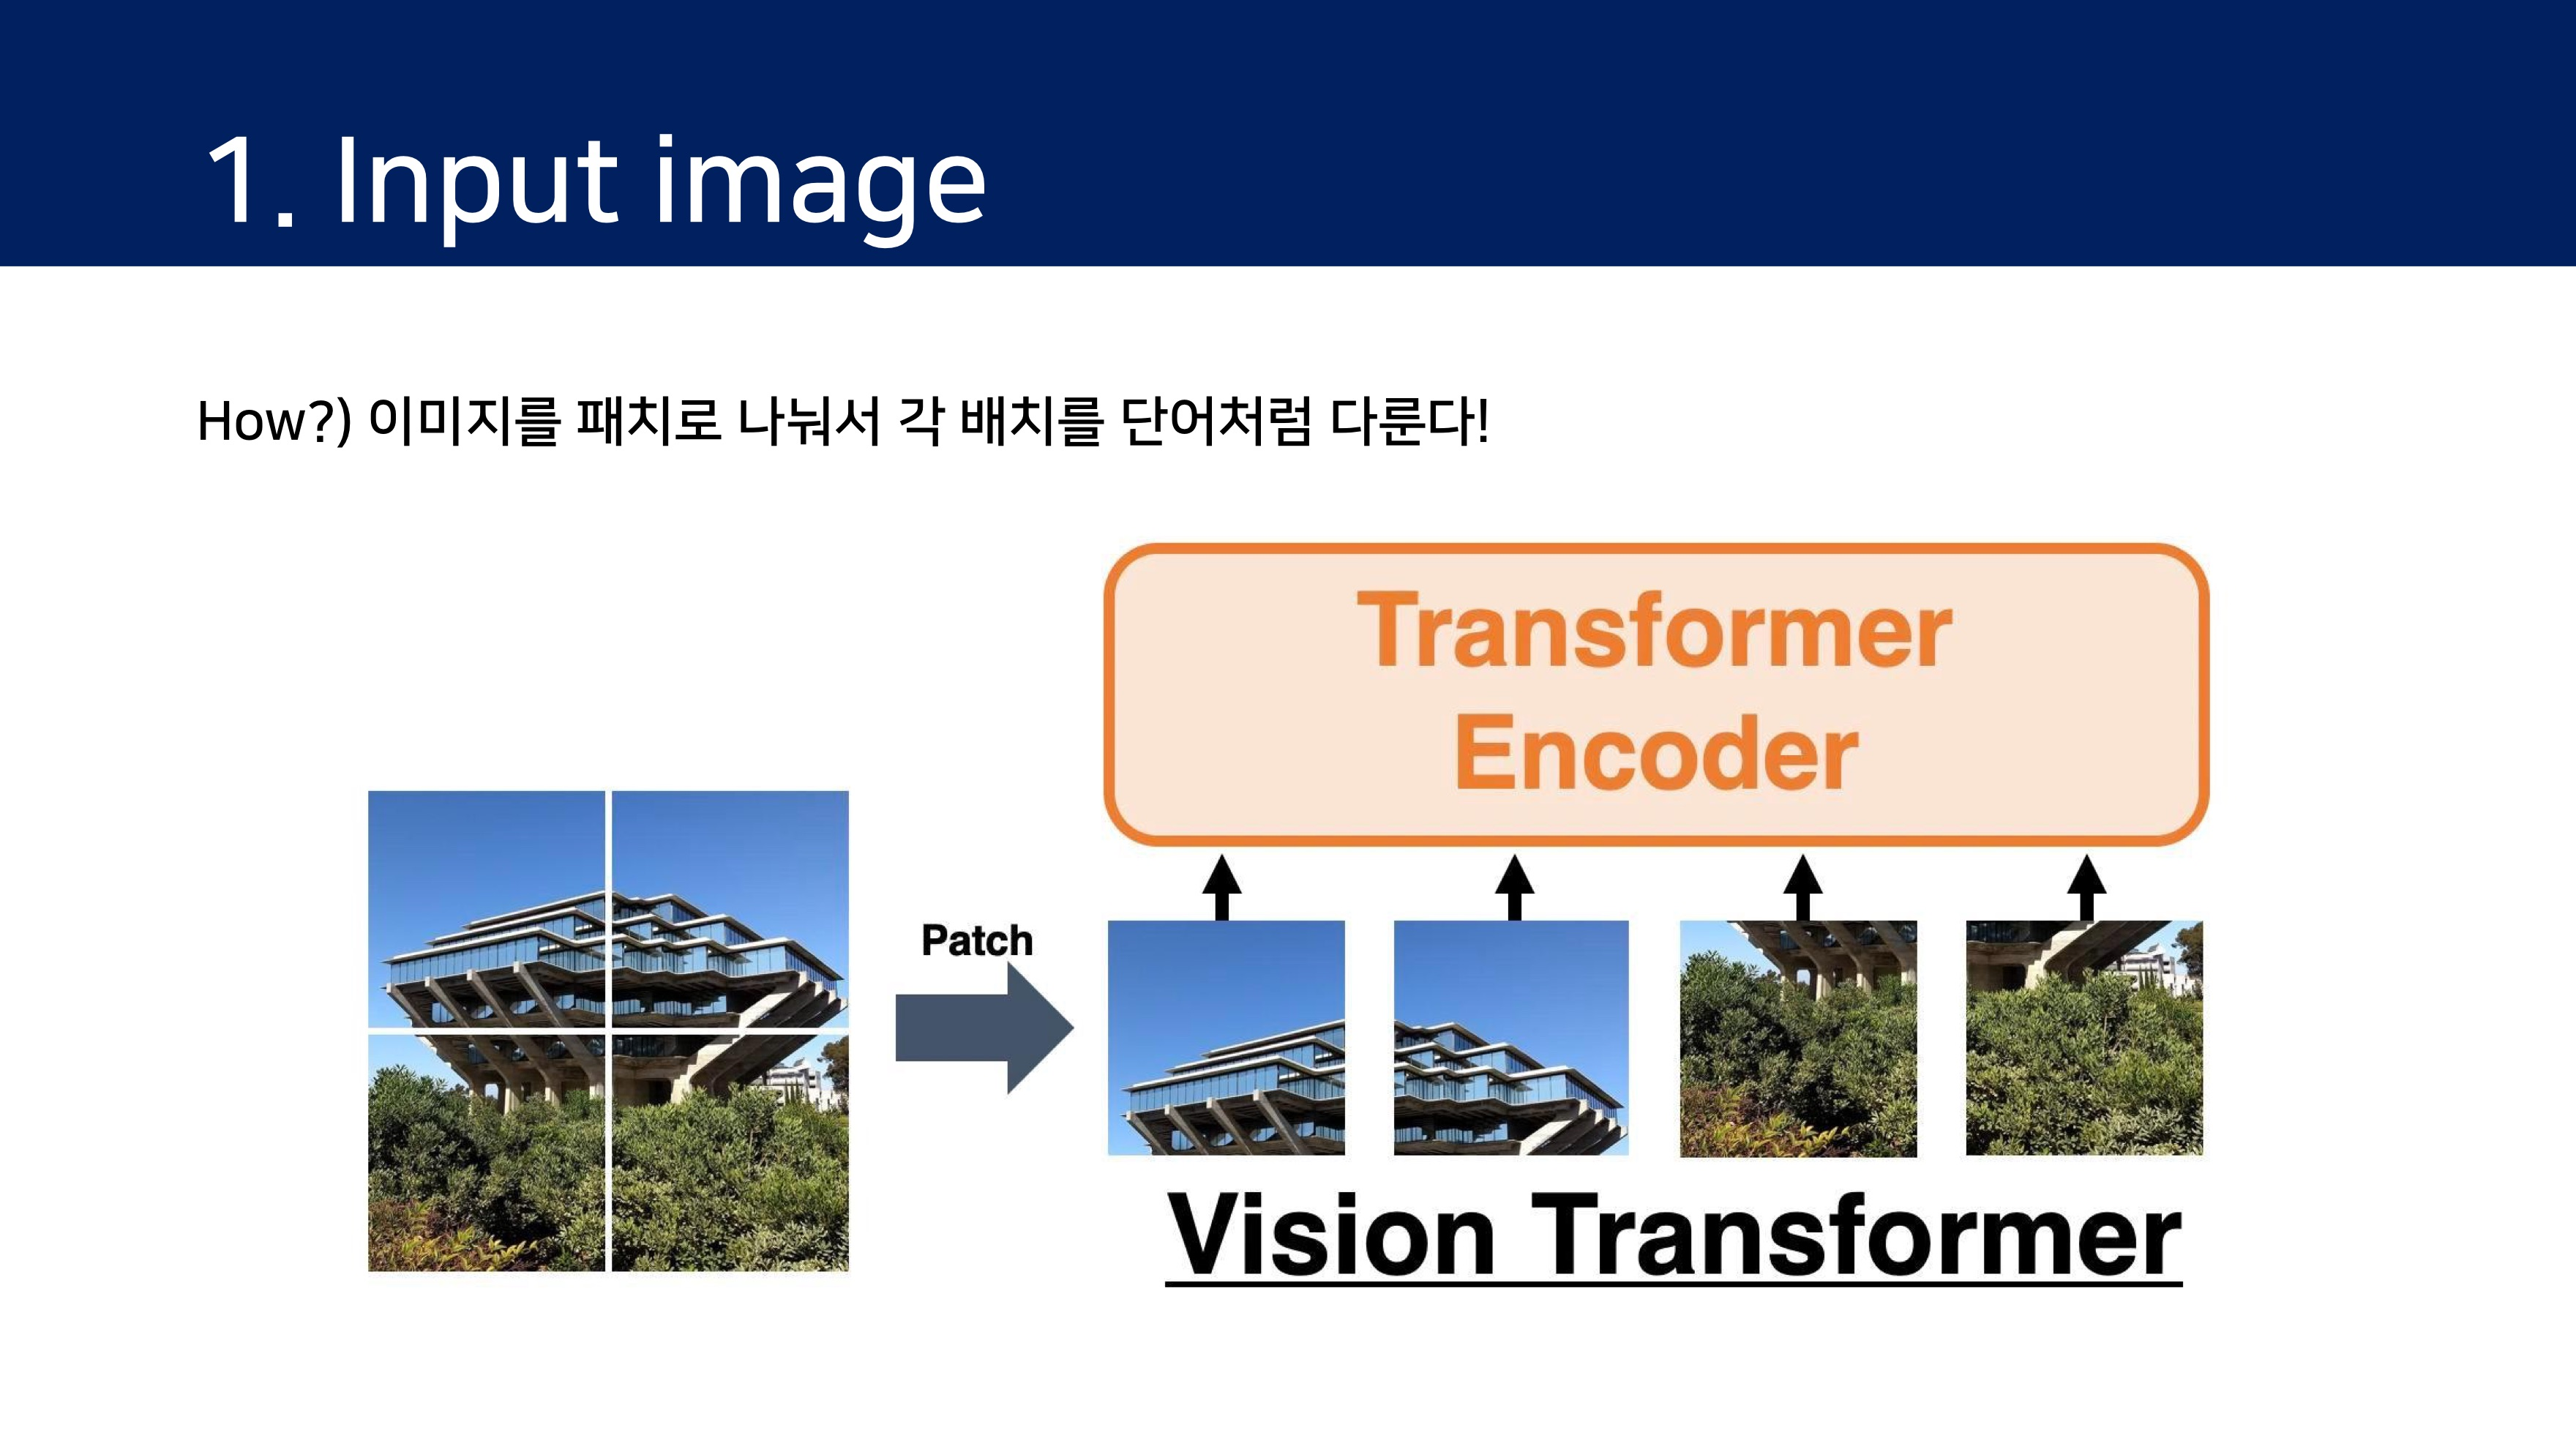 1. Input image
How?) 이미지를 패치로 나눠서 각 배치를 단어처럼 다룬다!
Transformer
Encoder
Patch
Vision Transformer